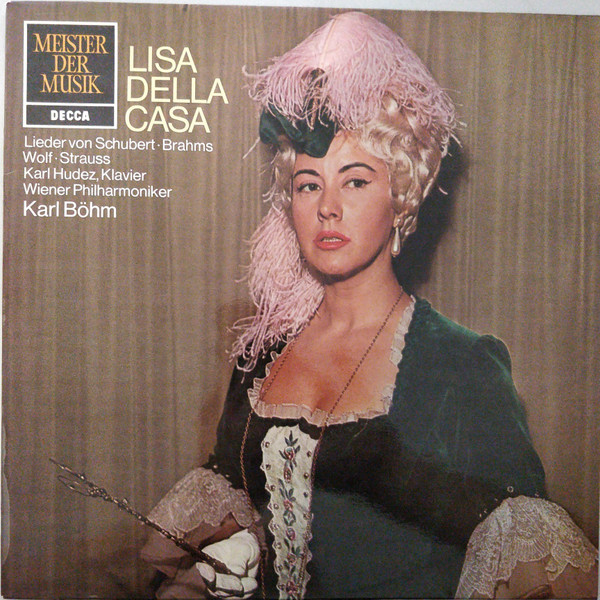 MEISTER
DER
MUSIK
DECCA
LISA
DELLA
CASA
Lieder von Schubert · Brahms
Wolf · Strauss
Karl Hudez, Klavier
Wiener Philharmoniker
Karl Böhm